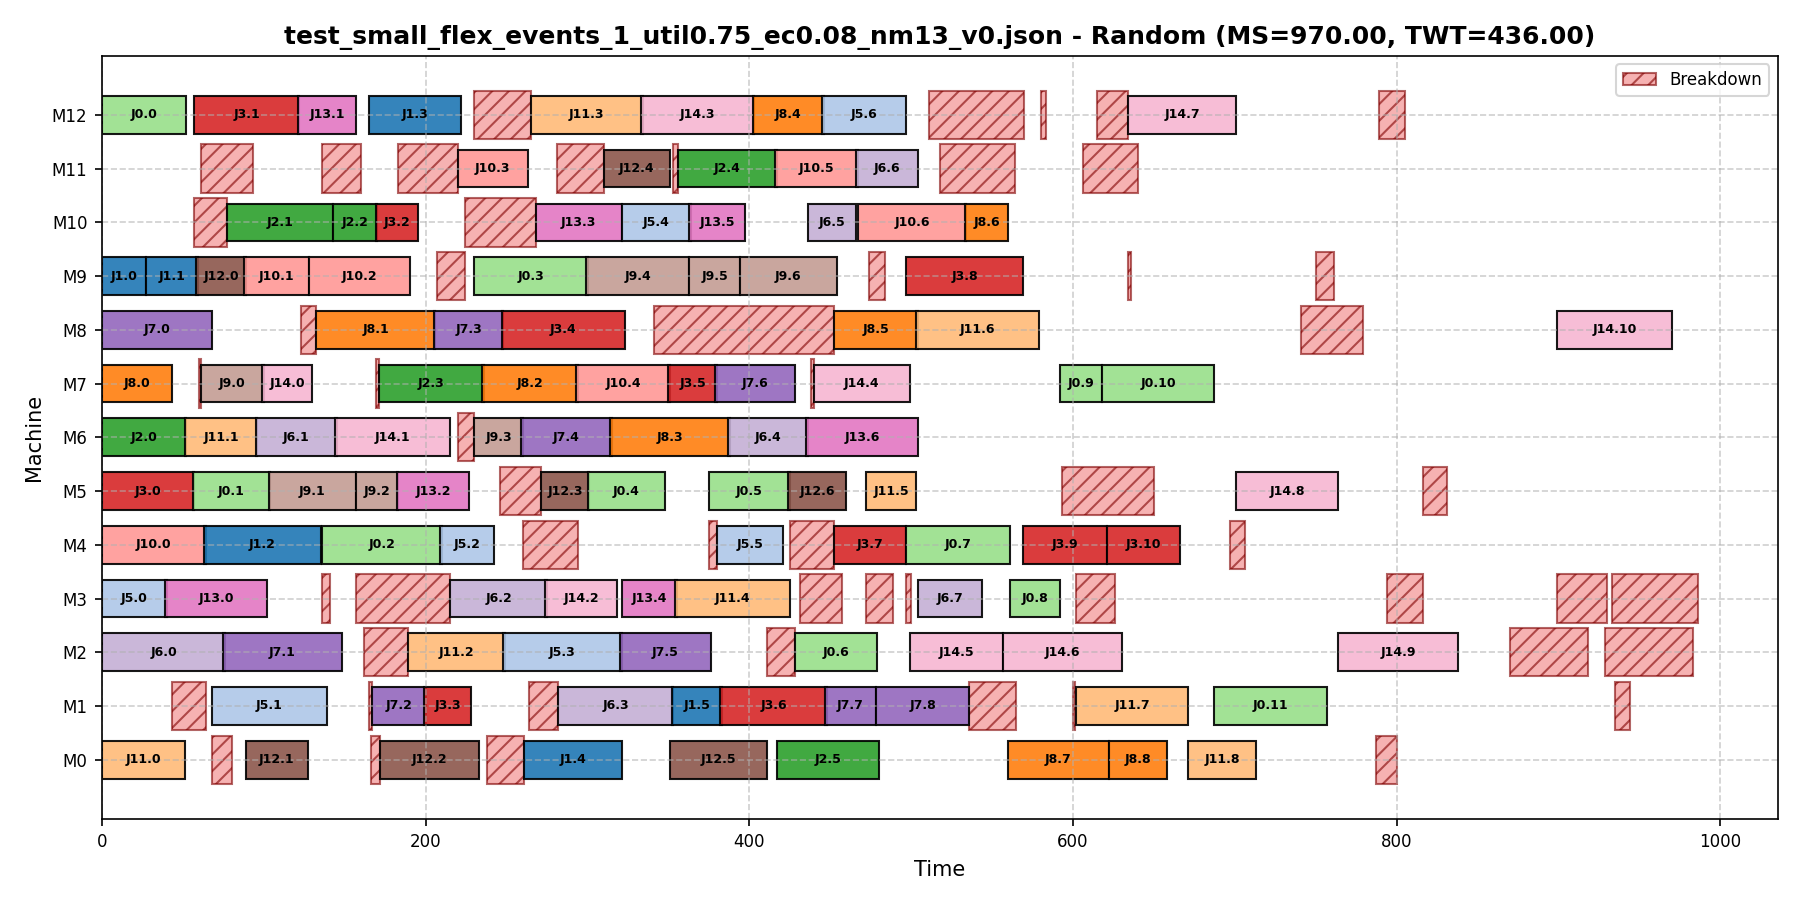 test_small_flex_events_1_util0.75_ec0.08_nm13_v0.json - Random (MS=970.00, TWT=436.00)
Breakdown
M12 J0.0 J3.1 J13.1 J1.3 J11.3 J14.3 J8.4 J5.6 J14.7
M11 J10.3 J12.4 J2.4 J10.5 J6.6
M10 J2.1 J2.2 J3.2 J13.3 J5.4 J13.5 J6.5 J10.6 J8.6
M9 J1.0 J1.1 J12.0 J10.1 J10.2 J0.3 J9.4 J9.5 J9.6 J3.8
M8 J7.0 J8.1 J7.3 J3.4 J8.5 J11.6 J14.10
M7 J8.0 J9.0 J14.0 J2.3 J8.2 J10.4 J3.5 J7.6 J14.4 J0.9 J0.10
M6 J2.0 J11.1 J6.1 J14.1 J9.3 J7.4 J8.3 J6.4 J13.6
M5 J3.0 J0.1 J9.1 J9.2 J13.2 J12.3 J0.4 J0.5 J12.6 J11.5 J14.8
M4 J10.0 J1.2 J0.2 J5.2 J5.5 J3.7 J0.7 J3.9 J3.10
M3 J5.0 J13.0 J6.2 J14.2 J13.4 J11.4 J6.7 J0.8
M2 J6.0 J7.1 J11.2 J5.3 J7.5 J0.6 J14.5 J14.6 J14.9
M1 J5.1 J7.2 J3.3 J6.3 J1.5 J3.6 J7.7 J7.8 J11.7 J0.11
M0 J11.0 J12.1 J12.2 J1.4 J12.5 J2.5 J8.7 J8.8 J11.8
0 200 400 600 800 1000
Time
Machine